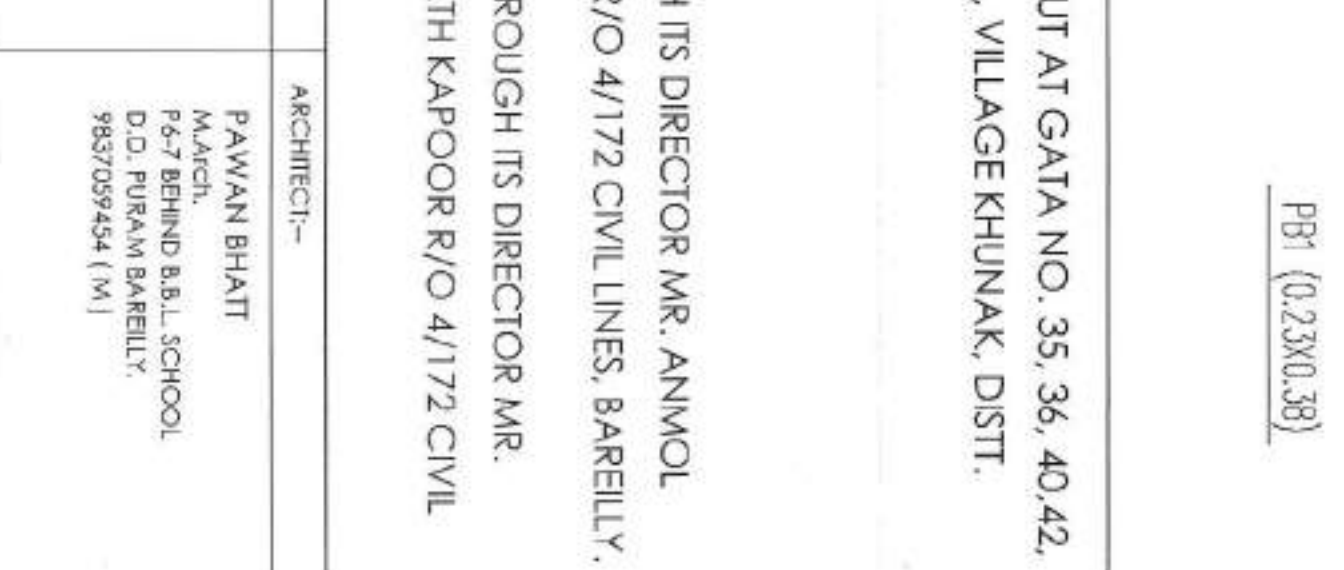 PB1 (0.23X0.38)
UT AT GATA NO. 35, 36, 40,42,
, VILLAGE KHUNAK, DISTT.
H ITS DIRECTOR MR. ANMOL
R/O 4/172 CIVIL LINES, BAREILLY.
ROUGH ITS DIRECTOR MR.
TH KAPOOR R/O 4/172 CIVIL
ARCHITECT:--
PAWAN BHATT
M.Arch.
P6-7 BEHIND B.B.L. SCHOOL
D.D. PURAM BAREILLY.
9837059454 ( M )